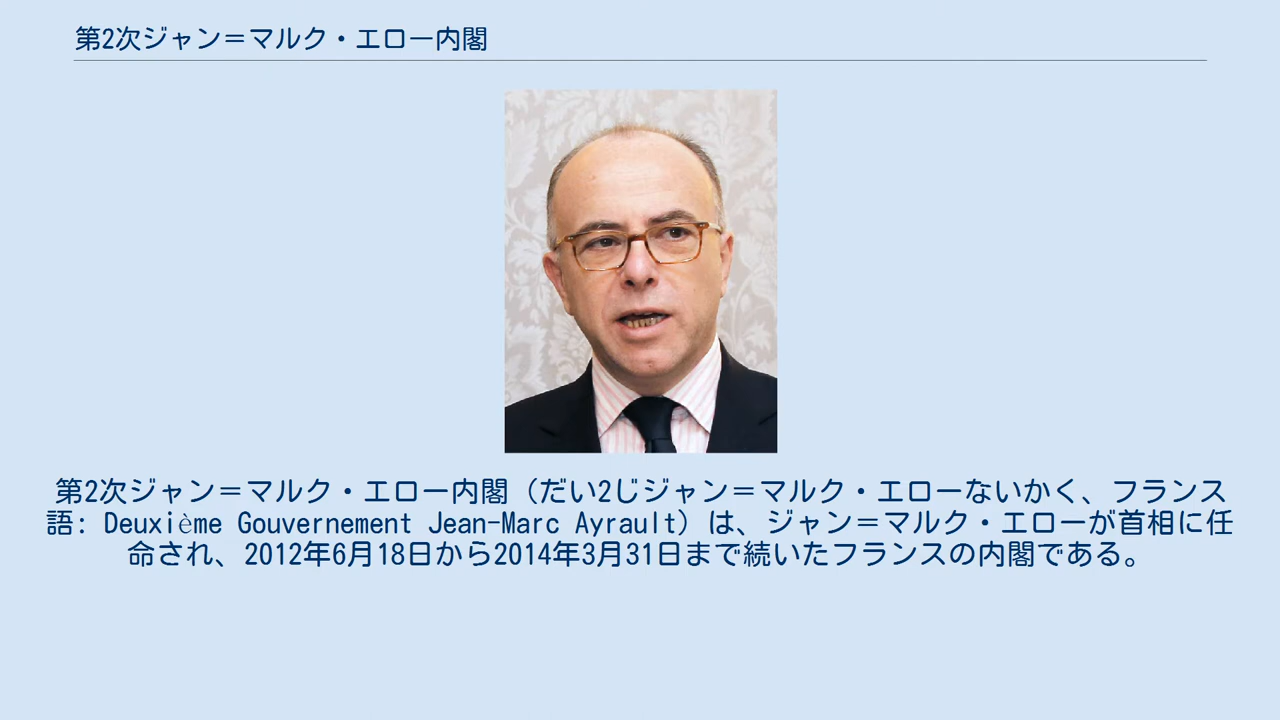 第2次ジャン＝マルク・エロー内閣
第2次ジャン＝マルク・エロー内閣（だい2じジャン＝マルク・エローないかく、フランス
語: Deuxième Gouvernement Jean-Marc Ayrault）は、ジャン＝マルク・エローが首相に任
命され、2012年6月18日から2014年3月31日まで続いたフランスの内閣である。